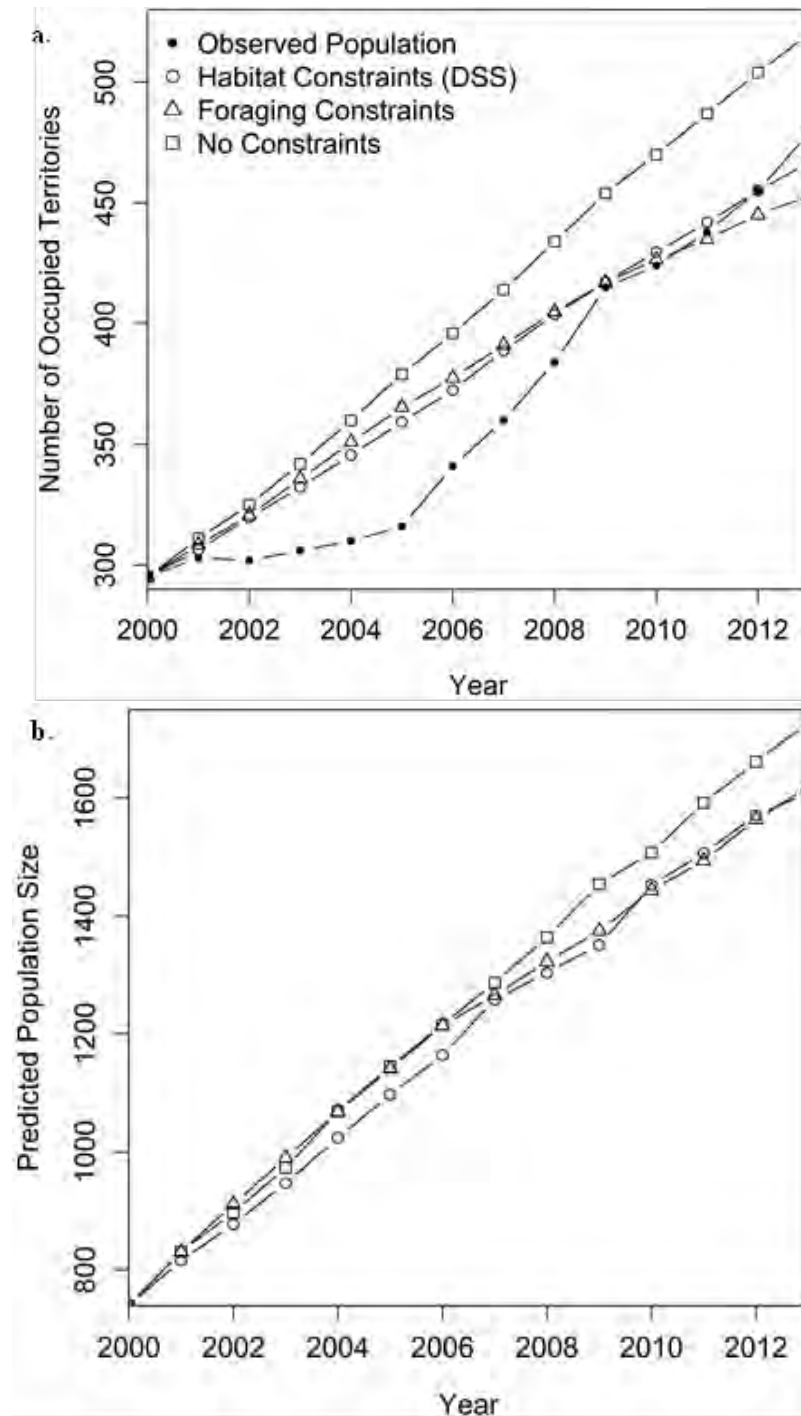 a.
Observed Population
Habitat Constraints (DSS)
Foraging Constraints
No Constraints
Number of Occupied Territories
500
450
400
350
300
2000 2002 2004 2006 2008 2010 2012
Year
b.
Predicted Population Size
1600
1400
1200
1000
800
2000 2002 2004 2006 2008 2010 2012
Year